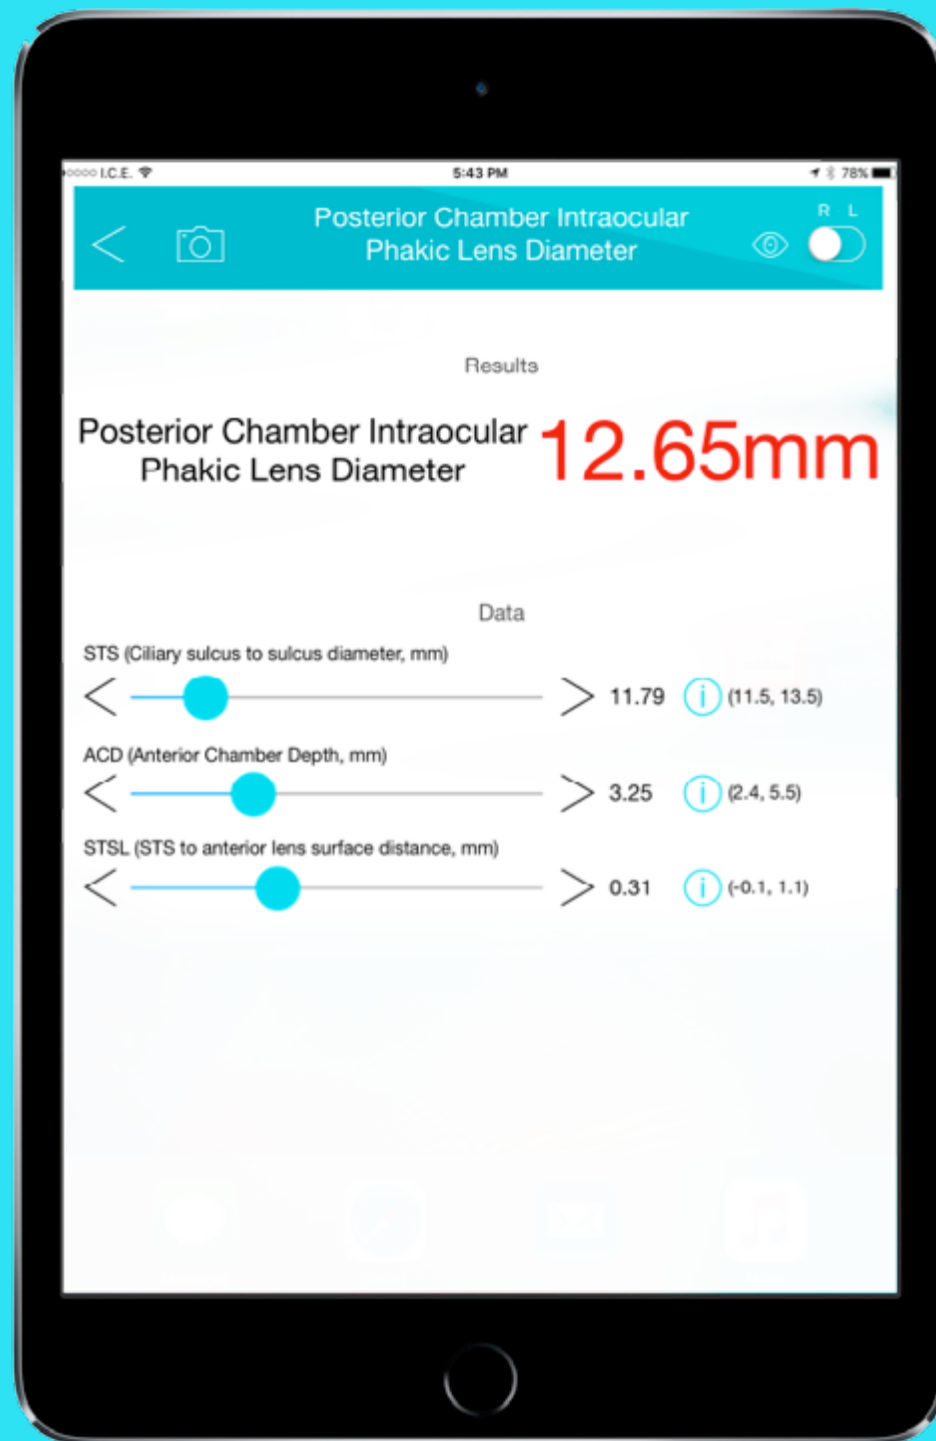 I.C.E. 5:43 PM 78%
R L
Posterior Chamber Intraocular
Phakic Lens Diameter
Results
Posterior Chamber Intraocular
Phakic Lens Diameter
12.65mm
Data
STS (Ciliary sulcus to sulcus diameter, mm)
11.79 i (11.5, 13.5)
ACD (Anterior Chamber Depth, mm)
3.25 i (2.4, 5.5)
STSL (STS to anterior lens surface distance, mm)
0.31 i (-0.1, 1.1)